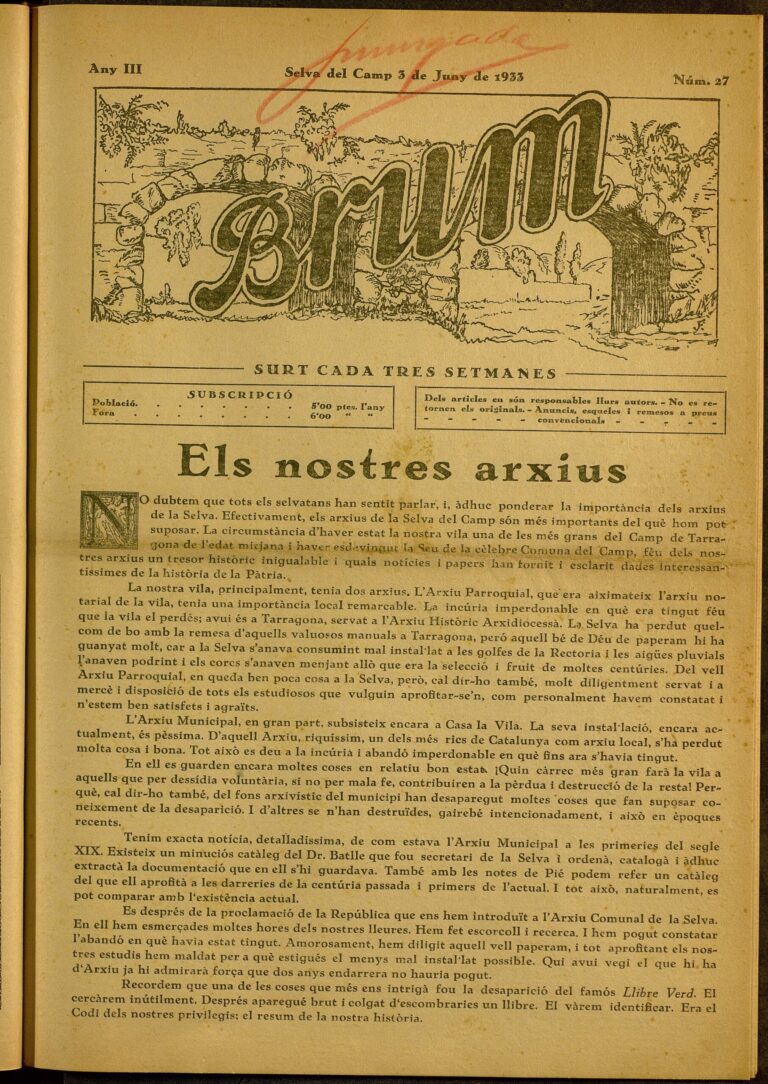 Any III
Selva del Camp 3 de Juny de 1933
Núm. 27
Brum
SURT CADA TRES SETMANES
SUBSCRIPCIÓ
Població. . . . . . . . 5'00 ptes. l'any
Fora . . . . . . . . 6'00 " "
Dels articles en són responsables llurs autors. - No es re-
tornen els originals. - Anuncis, esqueles i remesos a preus
" " " " " convencionals " " " " "
Els nostres arxius
NO dubtem que tots els selvatans han sentit parlar, i, àdhuc ponderar la importància dels arxius
de la Selva. Efectivament, els arxius de la Selva del Camp són més importants del què hom pot
suposar. La circumstància d'haver estat la nostra vila una de les més grans del Camp de Tarra-
gona de l'edat mitjana i haver esdevingut la Seu de la cèlebre Comuna del Camp, féu dels nos-
tres arxius un tresor històric inigualable i quals notícies i papers han fornit i esclarit dades interessan-
tíssimes de la història de la Pàtria.
La nostra vila, principalment, tenia dos arxius. L'Arxiu Parroquial, que era aiximateix l'arxiu no-
tarial de la vila, tenia una importància local remarcable. La incúria imperdonable en què era tingut féu
que la vila el perdés; avui és a Tarragona, servat a l'Arxiu Històric Arxidiocessà. La Selva ha perdut quel-
com de bo amb la remesa d'aquells valuosos manuals a Tarragona, però aquell bé de Déu de paperam hi ha
guanyat molt, car a la Selva s'anava consumint mal instal·lat a les golfes de la Rectoria i les aigües pluvials
l'anaven podrint i els corcs s'anaven menjant allò que era la selecció i fruit de moltes centúries. Del vell
Arxiu Parroquial, en queda ben poca cosa a la Selva, però, cal dir-ho també, molt diligentment servat i a
mercè i disposició de tots els estudiosos que vulguin aprofitar-se'n, com personalment havem constatat i
n'estem ben satisfets i agraïts.
L'Arxiu Municipal, en gran part, subsisteix encara a Casa la Vila. La seva instal·lació, encara ac-
tualment, és pèssima. D'aquell Arxiu, riquíssim, un dels més rics de Catalunya com arxiu local, s'ha perdut
molta cosa i bona. Tot això es deu a la incúria i abandó imperdonable en què fins ara s'havia tingut.
En ell es guarden encara moltes coses en relatiu bon estat. ¡Quin càrrec més gran farà la vila a
aquells que per dessídia voluntària, si no per mala fe, contribuïren a la pèrdua i destrucció de la resta! Per-
què, cal dir-ho també, del fons arxivístic del municipi han desaparegut moltes coses que fan suposar co-
neixement de la desaparició. I d'altres se n'han destruïdes, gairebé intencionadament, i això en èpoques
recents.
Tenim exacta notícia, detalladíssima, de com estava l'Arxiu Municipal a les primeries del segle
XIX. Existeix un minuciós catàleg del Dr. Batlle que fou secretari de la Selva i ordenà, catalogà i àdhuc
extractà la documentació que en ell s'hi guardava. També amb les notes de Pié podem refer un catàleg
del que ell aprofità a les darreries de la centúria passada i primers de l'actual. I tot això, naturalment, es
pot comparar amb l'existència actual.
Es després de la proclamació de la República que ens hem introduït a l'Arxiu Comunal de la Selva.
En ell hem esmerçades moltes hores dels nostres lleures. Hem fet escorcoll i recerca. I hem pogut constatar
l'abandó en què havia estat tingut. Amorosament, hem diligit aquell vell paperam, i tot aprofitant els nos-
tres estudis hem maldat per a què estigués el menys mal instal·lat possible. Qui avui vegi el que hi ha
d'Arxiu ja hi admirarà força que dos anys endarrera no hauria pogut.
Recordem que una de les coses que més ens intrigà fou la desaparició del famós Llibre Verd. El
cercàrem inútilment. Després aparegué brut i colgat d'escombraries un llibre. El vàrem identificar. Era el
Codi dels nostres privilegis; el resum de la nostra història.